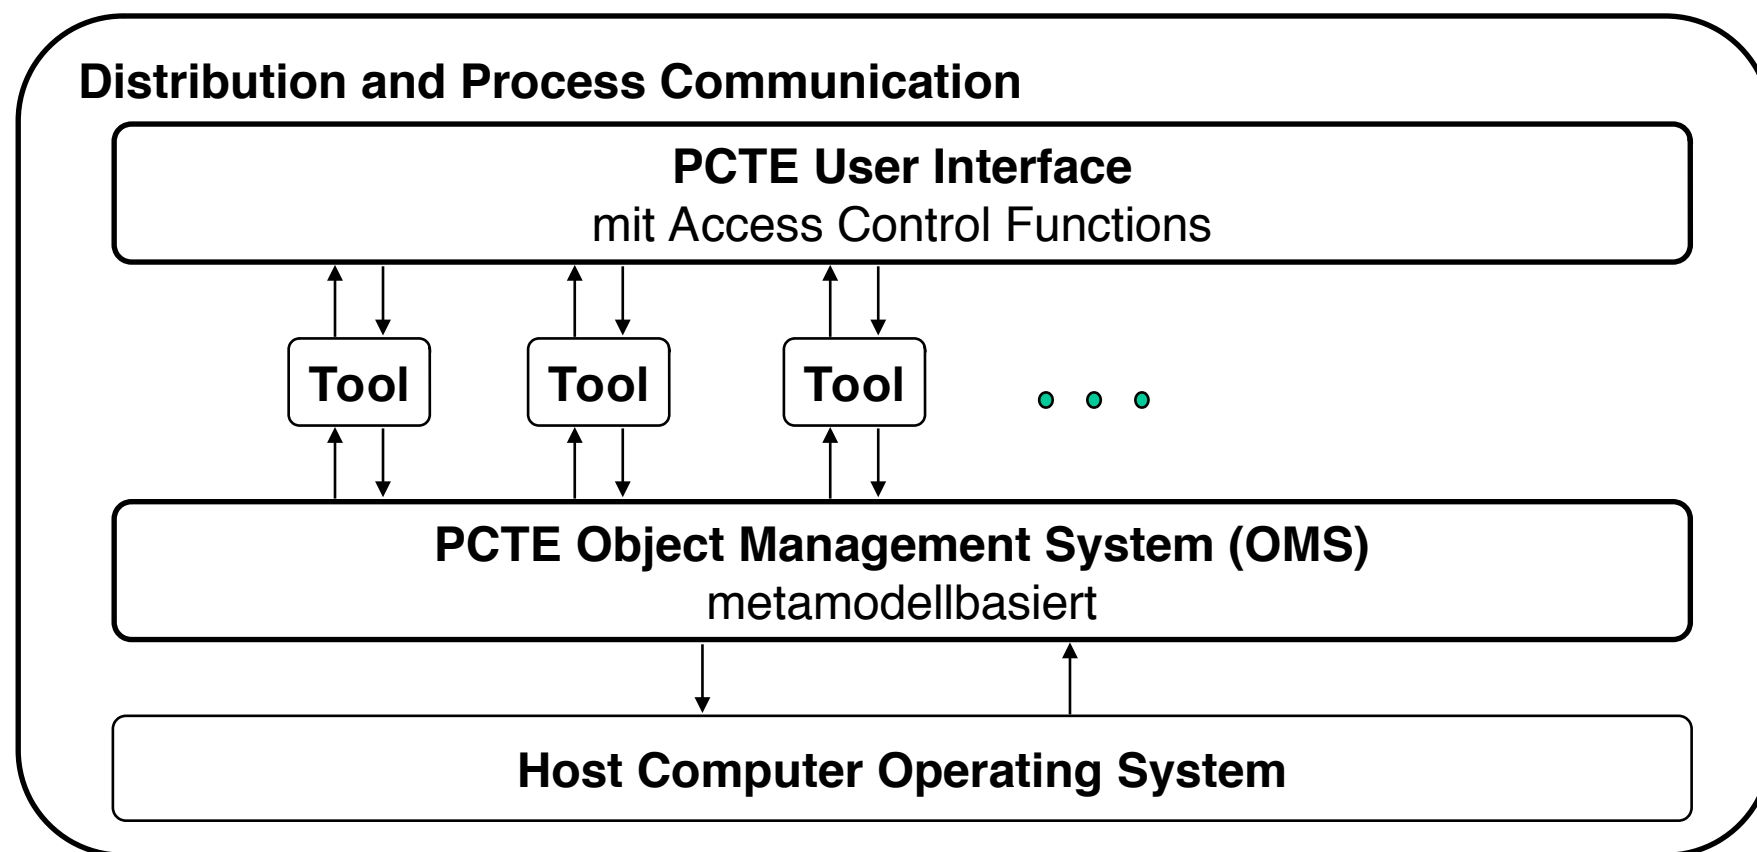 Distribution and Process Communication
PCTE User Interface
mit Access Control Functions
Tool Tool Tool
PCTE Object Management System (OMS)
metamodellbasiert
Host Computer Operating System